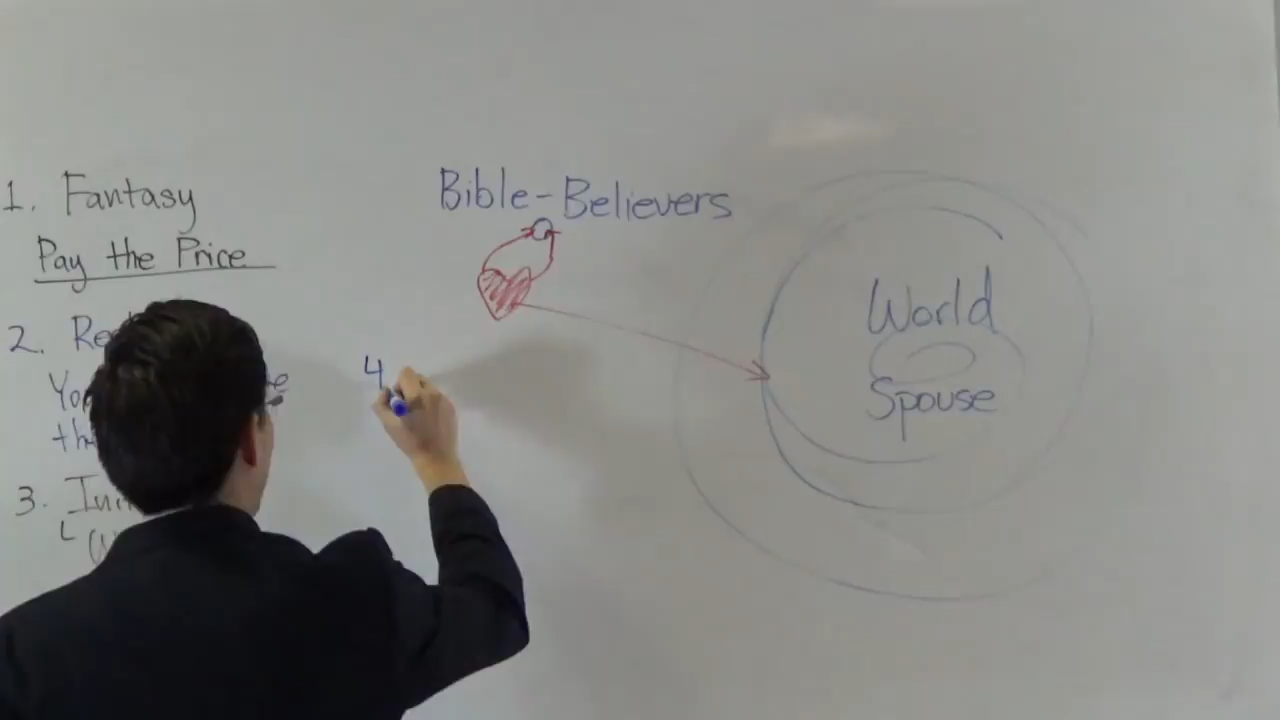 1. Fantasy
Pay the Price
2.
3.
4
Bible-Believers
World
Spouse